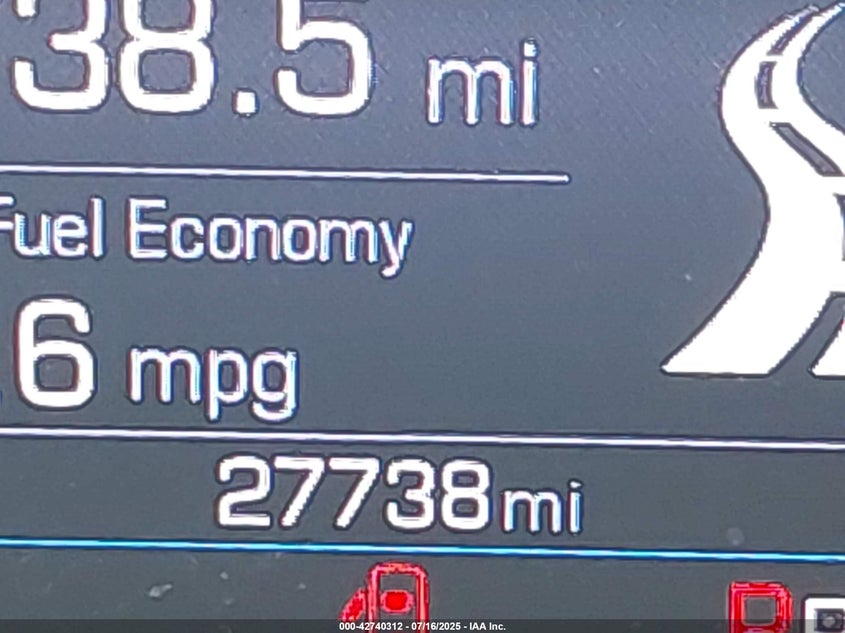 38.5 mi
Fuel Economy
.6 mpg
27738 mi
000-42740312 - 07/16/2025 - IAA Inc.